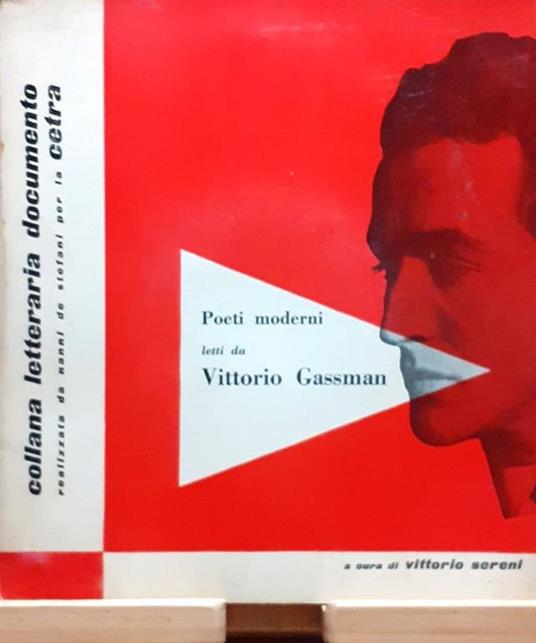 collana letteraria documento
realizzata da nanni de stefani per la cetra
Poeti moderni
letti da
Vittorio Gassman
a cura di vittorio sereni